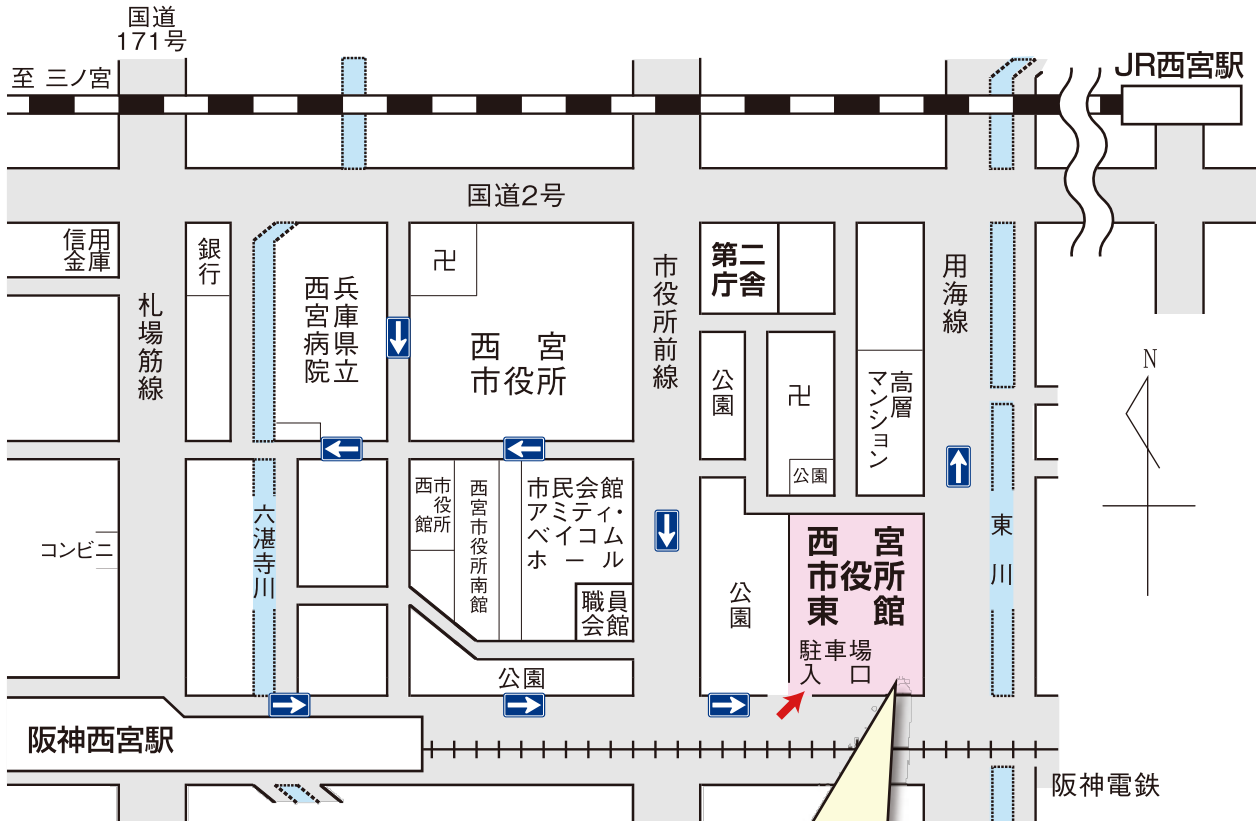 国道
171号
至 三ノ宮
JR西宮駅
国道2号
信用
金庫
銀行
札場筋線
兵庫県立
西宮病院
卍
西 宮
市役所
市役所前線
第二
庁舎
公園
卍
公園
高層
マンション
用海線
N
コンビニ
六湛寺川
市役所
西館
西宮市役所南館
市民会館
アミティ・
ベイコム
ホール
職員
会館
公園
公園
西 宮
市役所
東 館
駐車場
入 口
東川
阪神西宮駅
阪神電鉄